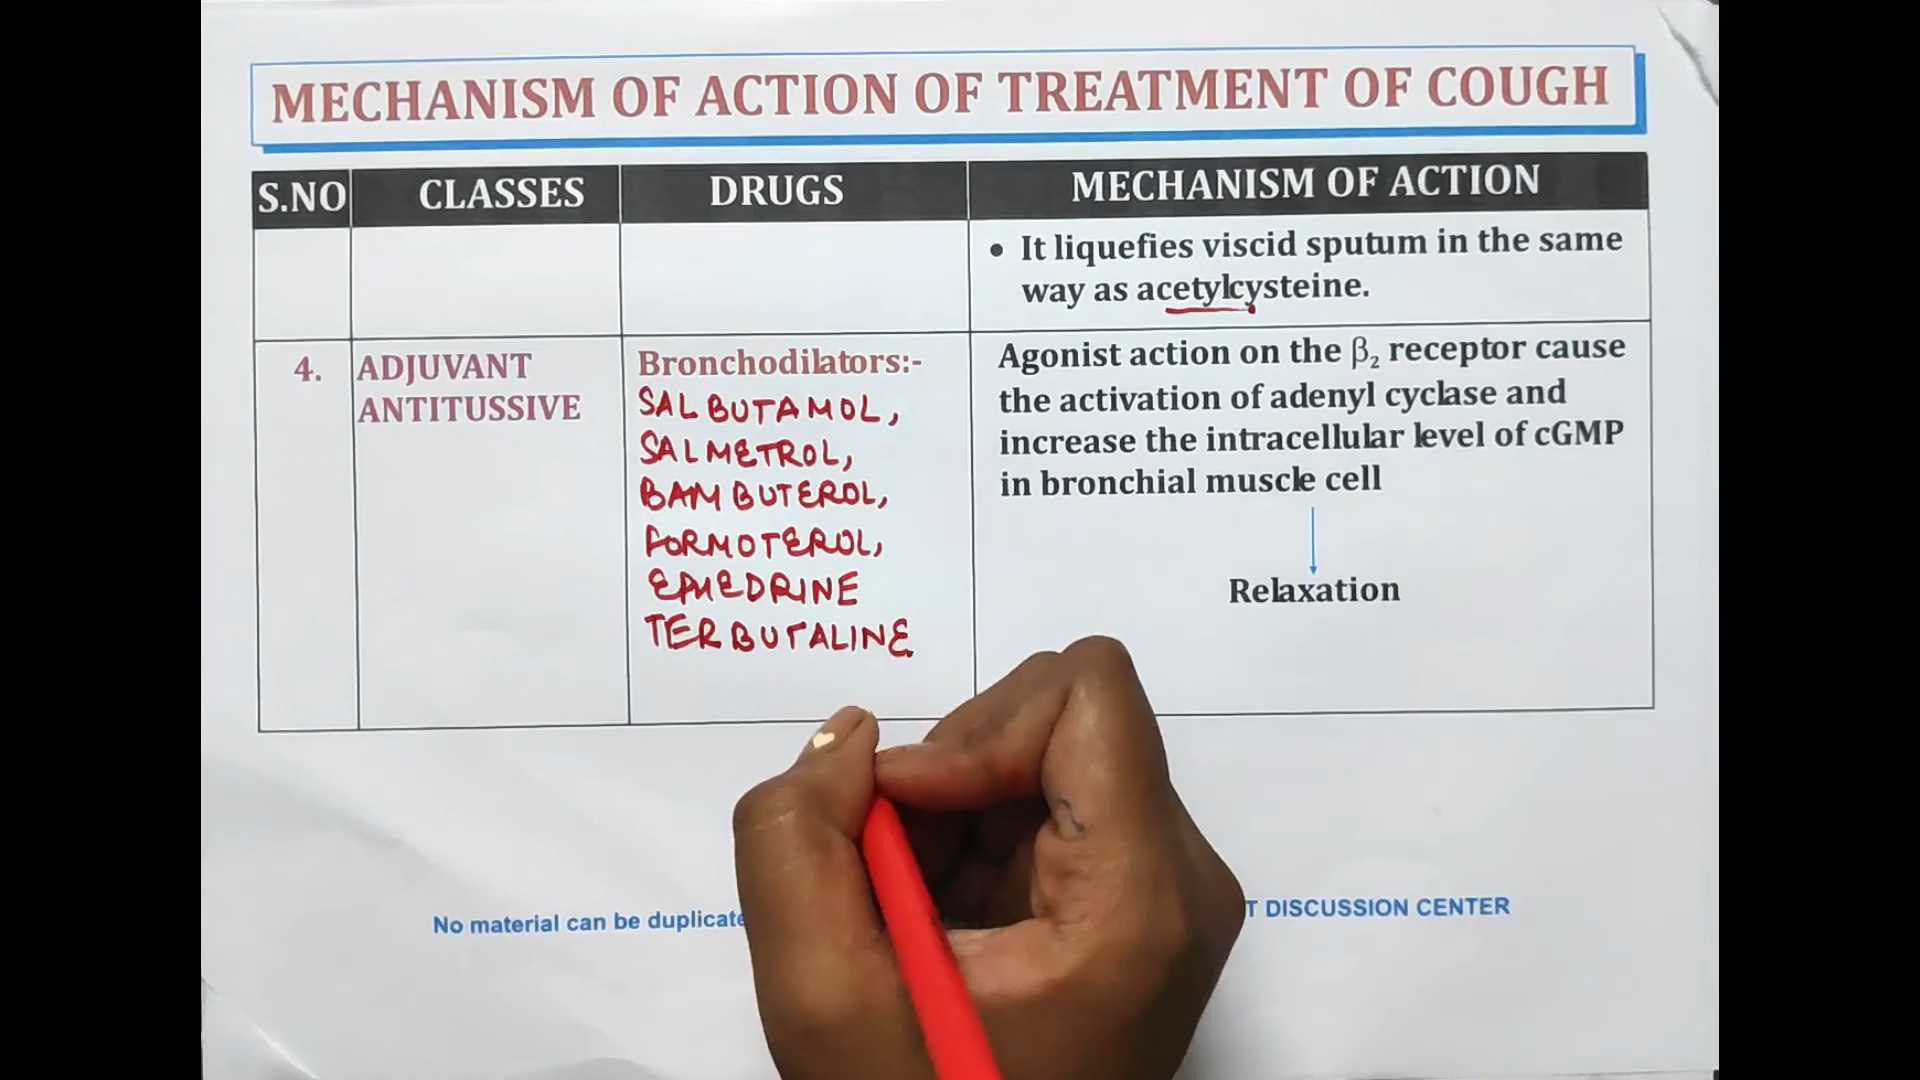 MECHANISM OF ACTION OF TREATMENT OF COUGH
S.NO CLASSES DRUGS MECHANISM OF ACTION
• It liquefies viscid sputum in the same
way as acetylcysteine.
4. ADJUVANT
ANTITUSSIVE
Bronchodilators:-
SALBUTAMOL,
SALMETROL,
BAMBUTEROL,
FORMOTEROL,
EPHEDRINE
TERBUTALINE
Agonist action on the β₂ receptor cause
the activation of adenyl cyclase and
increase the intracellular level of cGMP
in bronchial muscle cell
Relaxation
No material can be duplicate
T DISCUSSION CENTER